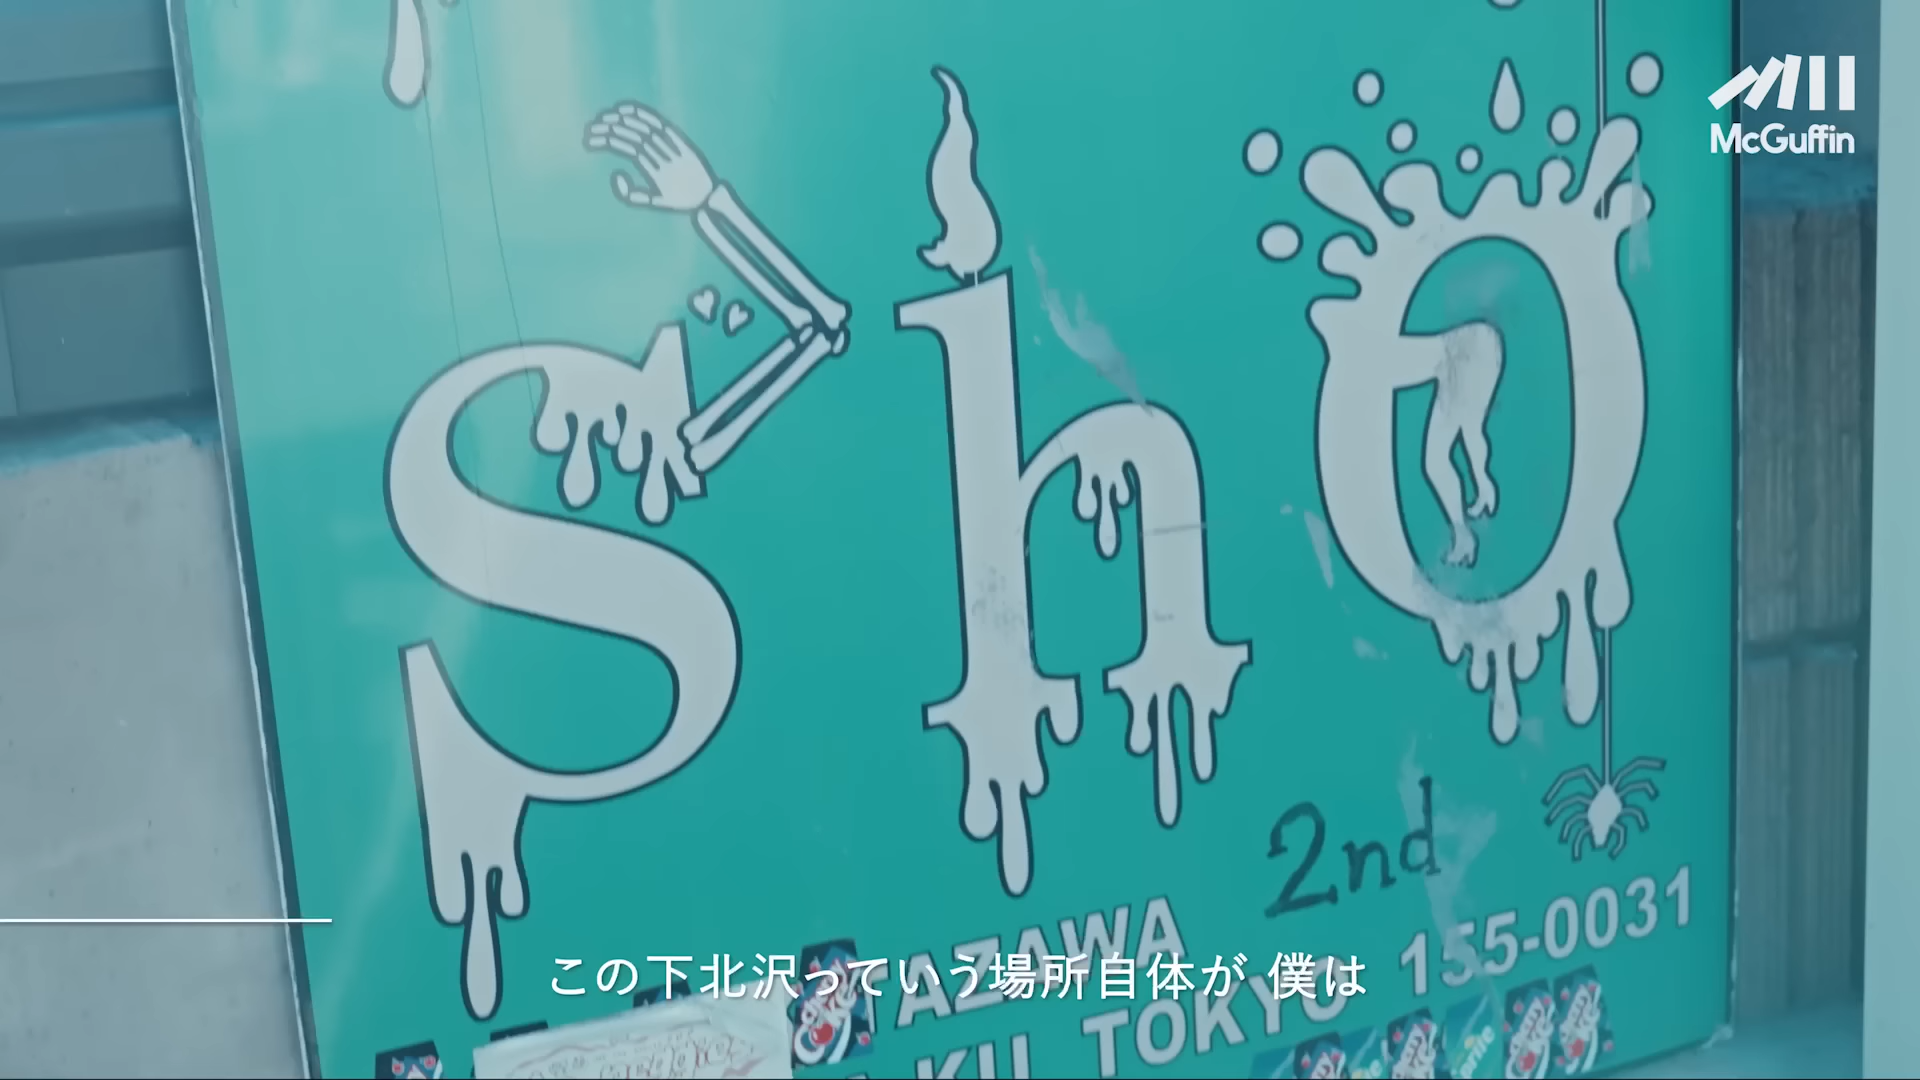 McGuffin
Sho
2nd
TAZAWA
KU TOKYO 155-0031
この下北沢っていう場所自体が 僕は